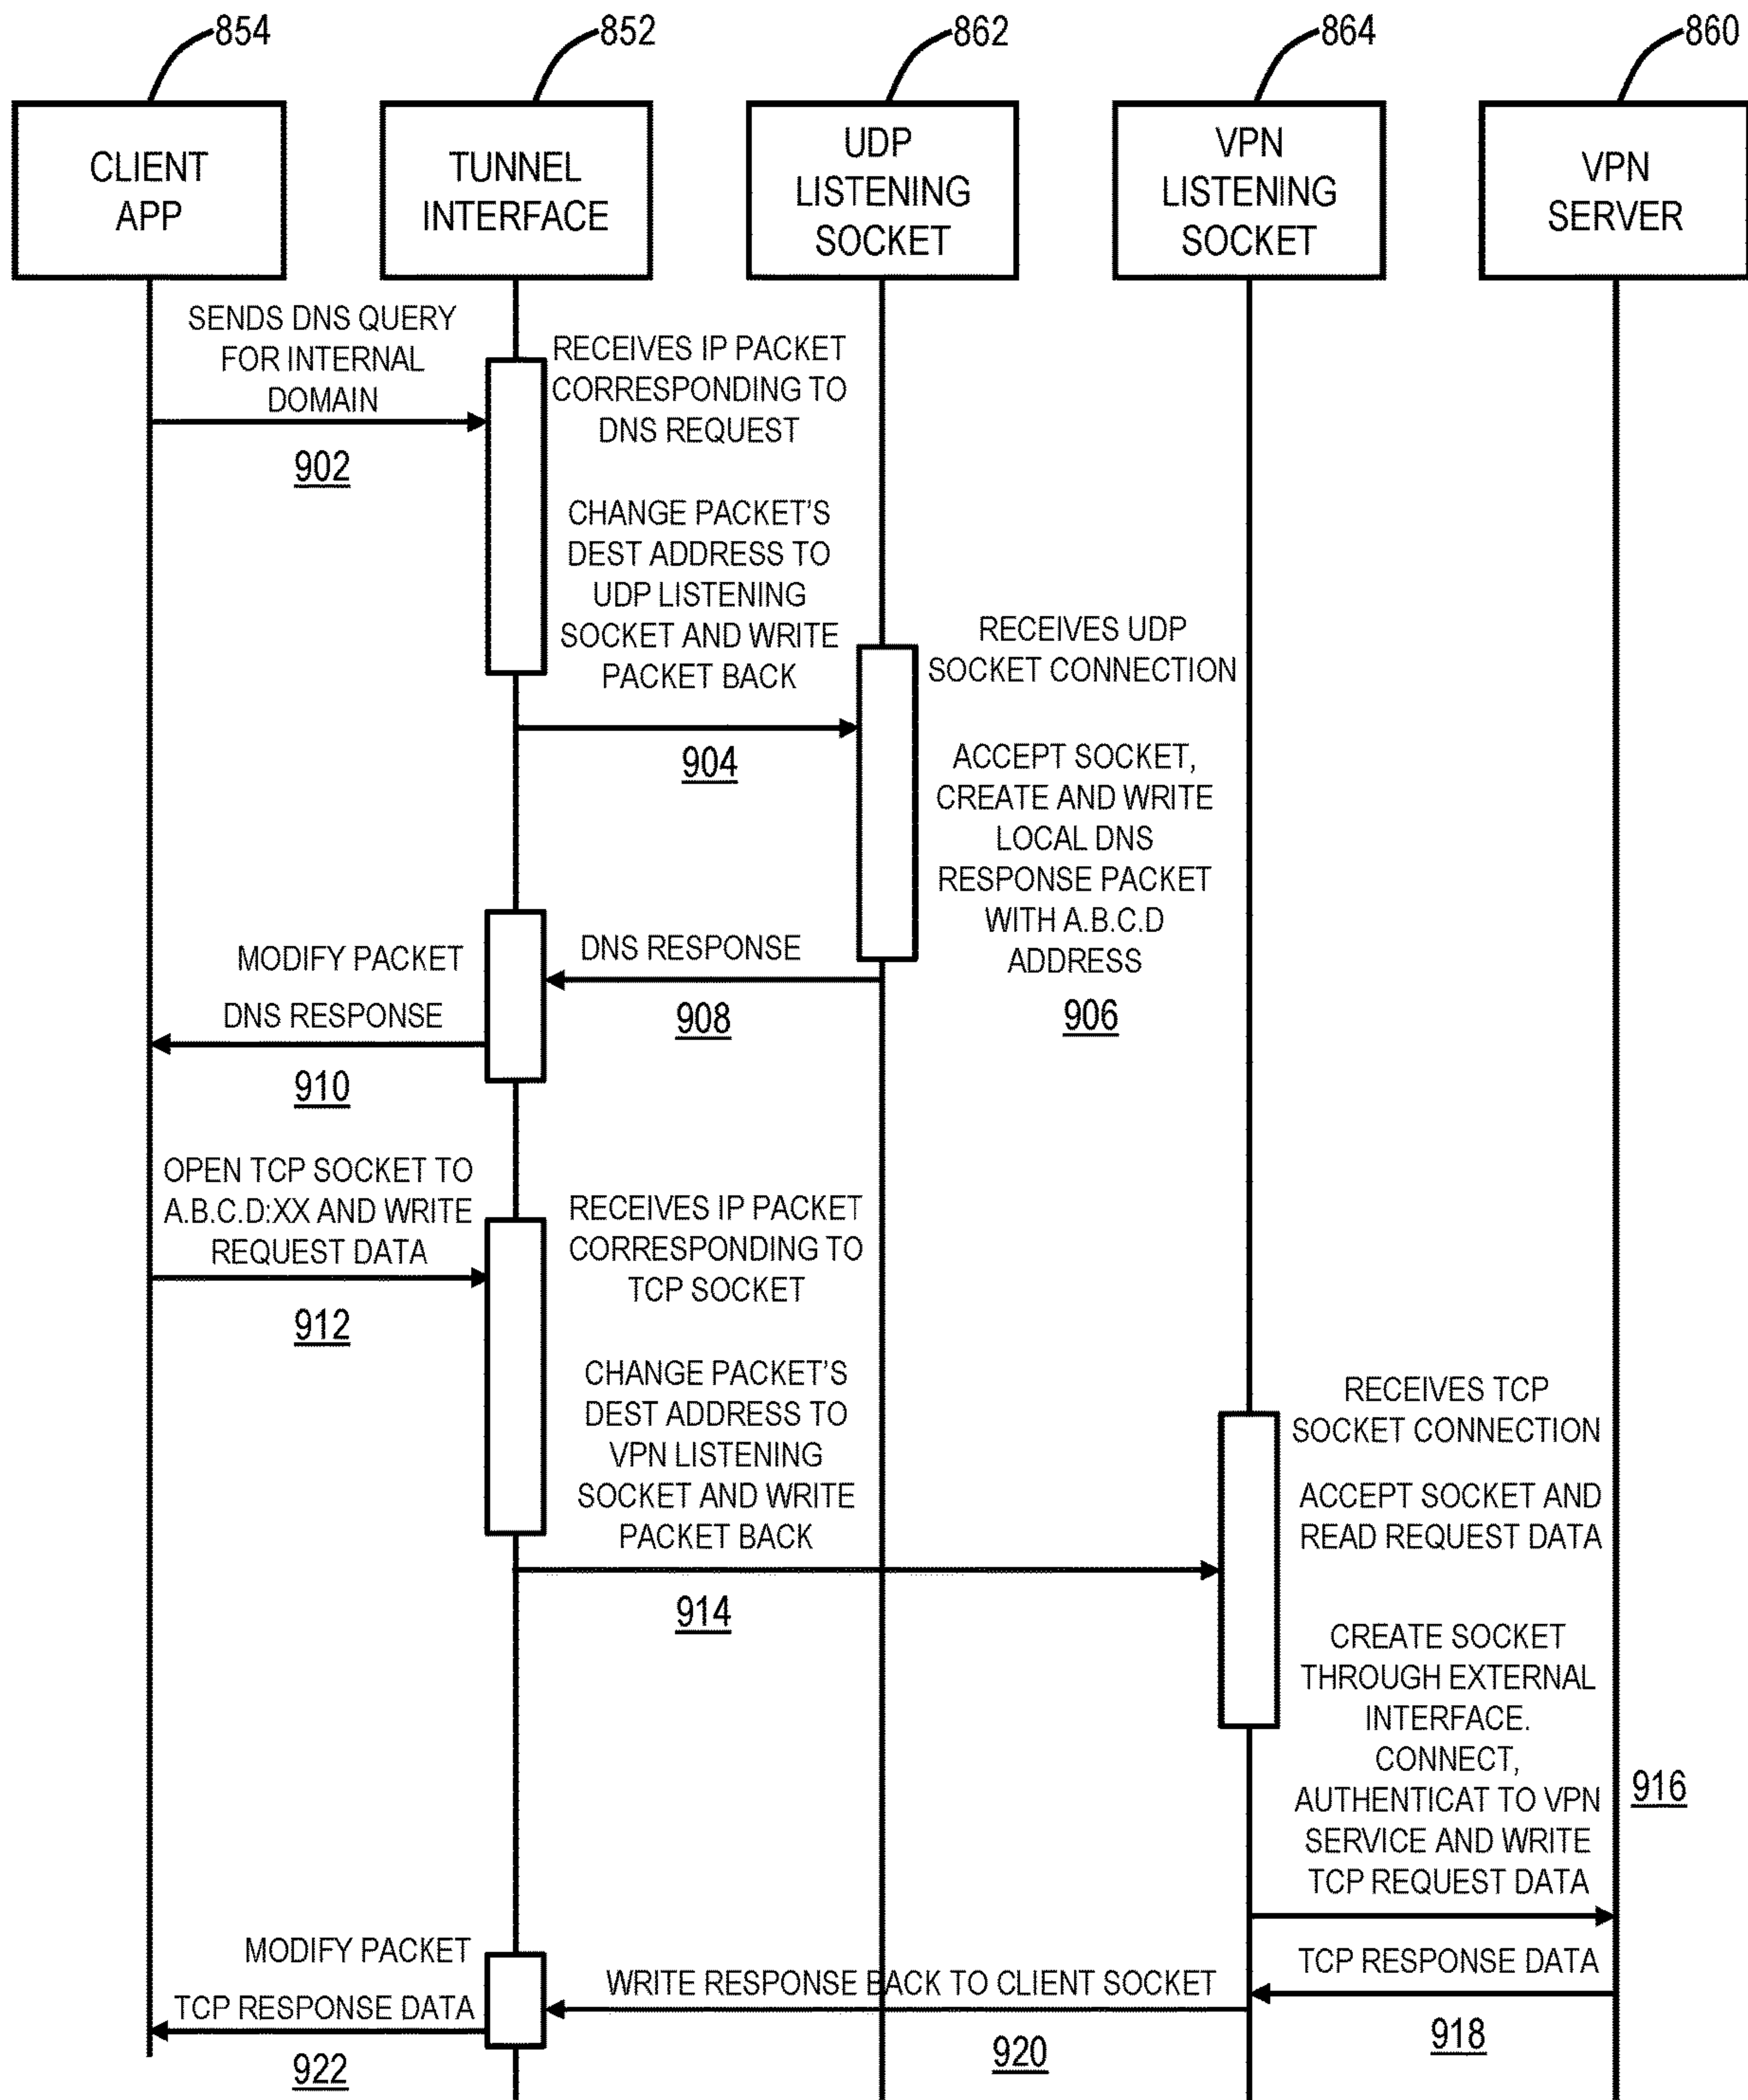 854
852
862
864
860
CLIENT
APP
TUNNEL
INTERFACE
UDP
LISTENING
SOCKET
VPN
LISTENING
SOCKET
VPN
SERVER
SENDS DNS QUERY
FOR INTERNAL
DOMAIN
902
RECEIVES IP PACKET
CORRESPONDING TO
DNS REQUEST
CHANGE PACKET'S
DEST ADDRESS TO
UDP LISTENING
SOCKET AND WRITE
PACKET BACK
904
RECEIVES UDP
SOCKET CONNECTION
ACCEPT SOCKET,
CREATE AND WRITE
LOCAL DNS
RESPONSE PACKET
WITH A.B.C.D
ADDRESS
906
DNS RESPONSE
908
MODIFY PACKET
DNS RESPONSE
910
OPEN TCP SOCKET TO
A.B.C.D:XX AND WRITE
REQUEST DATA
912
RECEIVES IP PACKET
CORRESPONDING TO
TCP SOCKET
CHANGE PACKET'S
DEST ADDRESS TO
VPN LISTENING
SOCKET AND WRITE
PACKET BACK
914
RECEIVES TCP
SOCKET CONNECTION
ACCEPT SOCKET AND
READ REQUEST DATA
CREATE SOCKET
THROUGH EXTERNAL
INTERFACE.
CONNECT,
AUTHENTICAT TO VPN
SERVICE AND WRITE
TCP REQUEST DATA
916
TCP RESPONSE DATA
918
WRITE RESPONSE BACK TO CLIENT SOCKET
920
MODIFY PACKET
TCP RESPONSE DATA
922